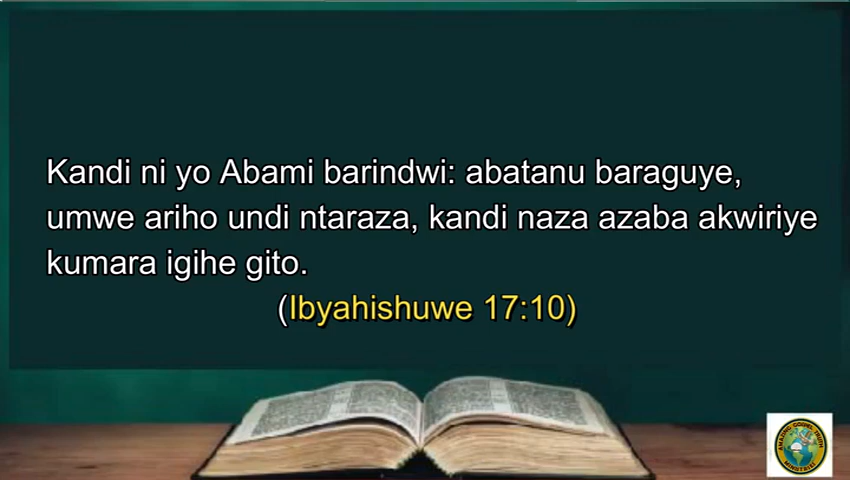 Kandi ni yo Abami barindwi: abatanu baraguye,
umwe ariho undi ntaraza, kandi naza azaba akwiriye
kumara igihe gito.
(Ibyahishuwe 17:10)